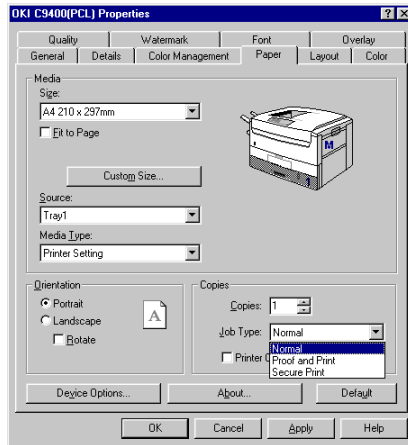 OKI C9400(PCL) Properties
Quality Watermark Font Overlay
General Details Color Management Paper Layout Color
Media
Size:
A4 210 x 297mm
Fit to Page
Custom Size...
Source:
Tray1
Media Type:
Printer Setting
M
1
Orientation
Portrait
Landscape
Rotate
A
Copies
Copies: 1
Job Type: Normal
Normal
Proof and Print
Secure Print
Printer
Device Options... About... Default
OK Cancel Apply Help